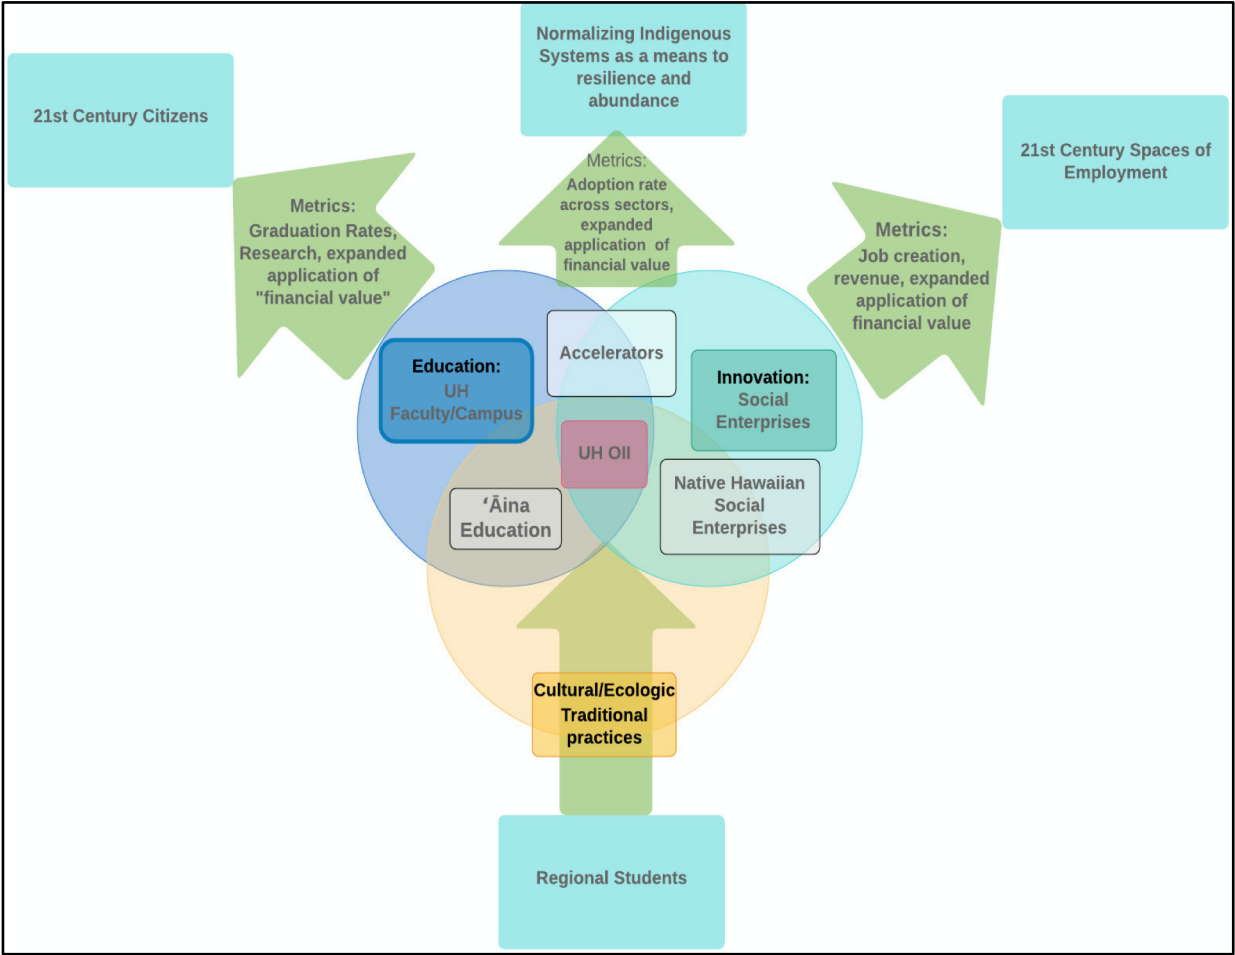 Normalizing Indigenous
Systems as a means to
resilience and
abundance
21st Century Citizens
21st Century Spaces of
Employment
Metrics:
Graduation Rates,
Research, expanded
application of
"financial value"
Metrics:
Adoption rate
across sectors,
expanded
application of
financial value
Metrics:
Job creation,
revenue, expanded
application of
financial value
Education:
UH
Faculty/Campus
Accelerators
Innovation:
Social
Enterprises
UH OII
ʻĀina
Education
Native Hawaiian
Social
Enterprises
Cultural/Ecologic
Traditional
practices
Regional Students